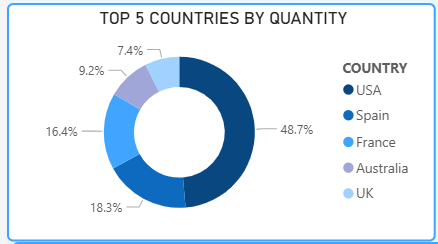 TOP 5 COUNTRIES BY QUANTITY
7.4%
9.2%
16.4%
18.3%
48.7%
COUNTRY
USA
Spain
France
Australia
UK